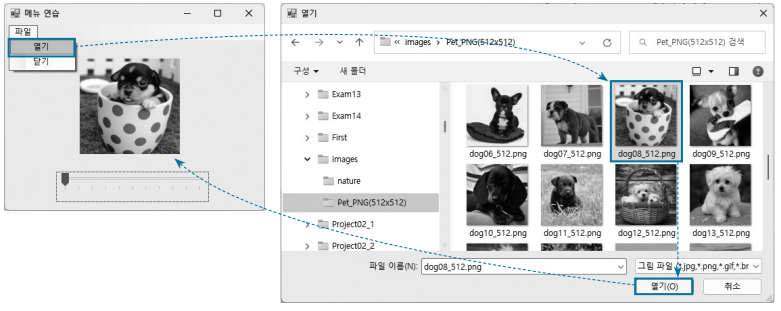 메뉴 연습
파일
열기
닫기
열기
« images › Pet_PNG(512x512)
Pet_PNG(512x512) 검색
구성
새 폴더
Exam13
Exam14
First
images
nature
Pet_PNG(512x512)
Project02_1
Project02_2
dog06_512.png
dog07_512.png
dog08_512.png
dog09_512.png
dog10_512.png
dog11_512.png
dog12_512.png
dog13_512.png
파일 이름(N):
dog08_512.png
그림 파일,*.jpg,*.png,*.gif,*.br
열기(O)
취소